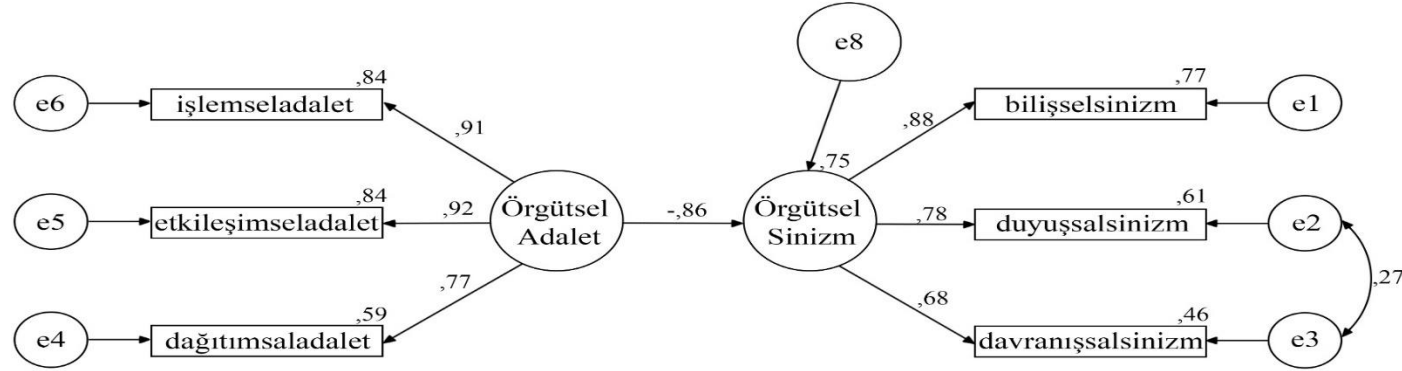 e8
,84
,77
e6
işlemseladalet
bilişselsinizm
e1
,91
,88
,75
,84
,61
e5
etkileşimseladalet
,92
Örgütsel
Adalet
-,86
Örgütsel
Sinizm
,78
duyuşsalsinizm
e2
,77
,68
,27
,59
,46
e4
dağıtımsaladalet
davranışsalsinizm
e3